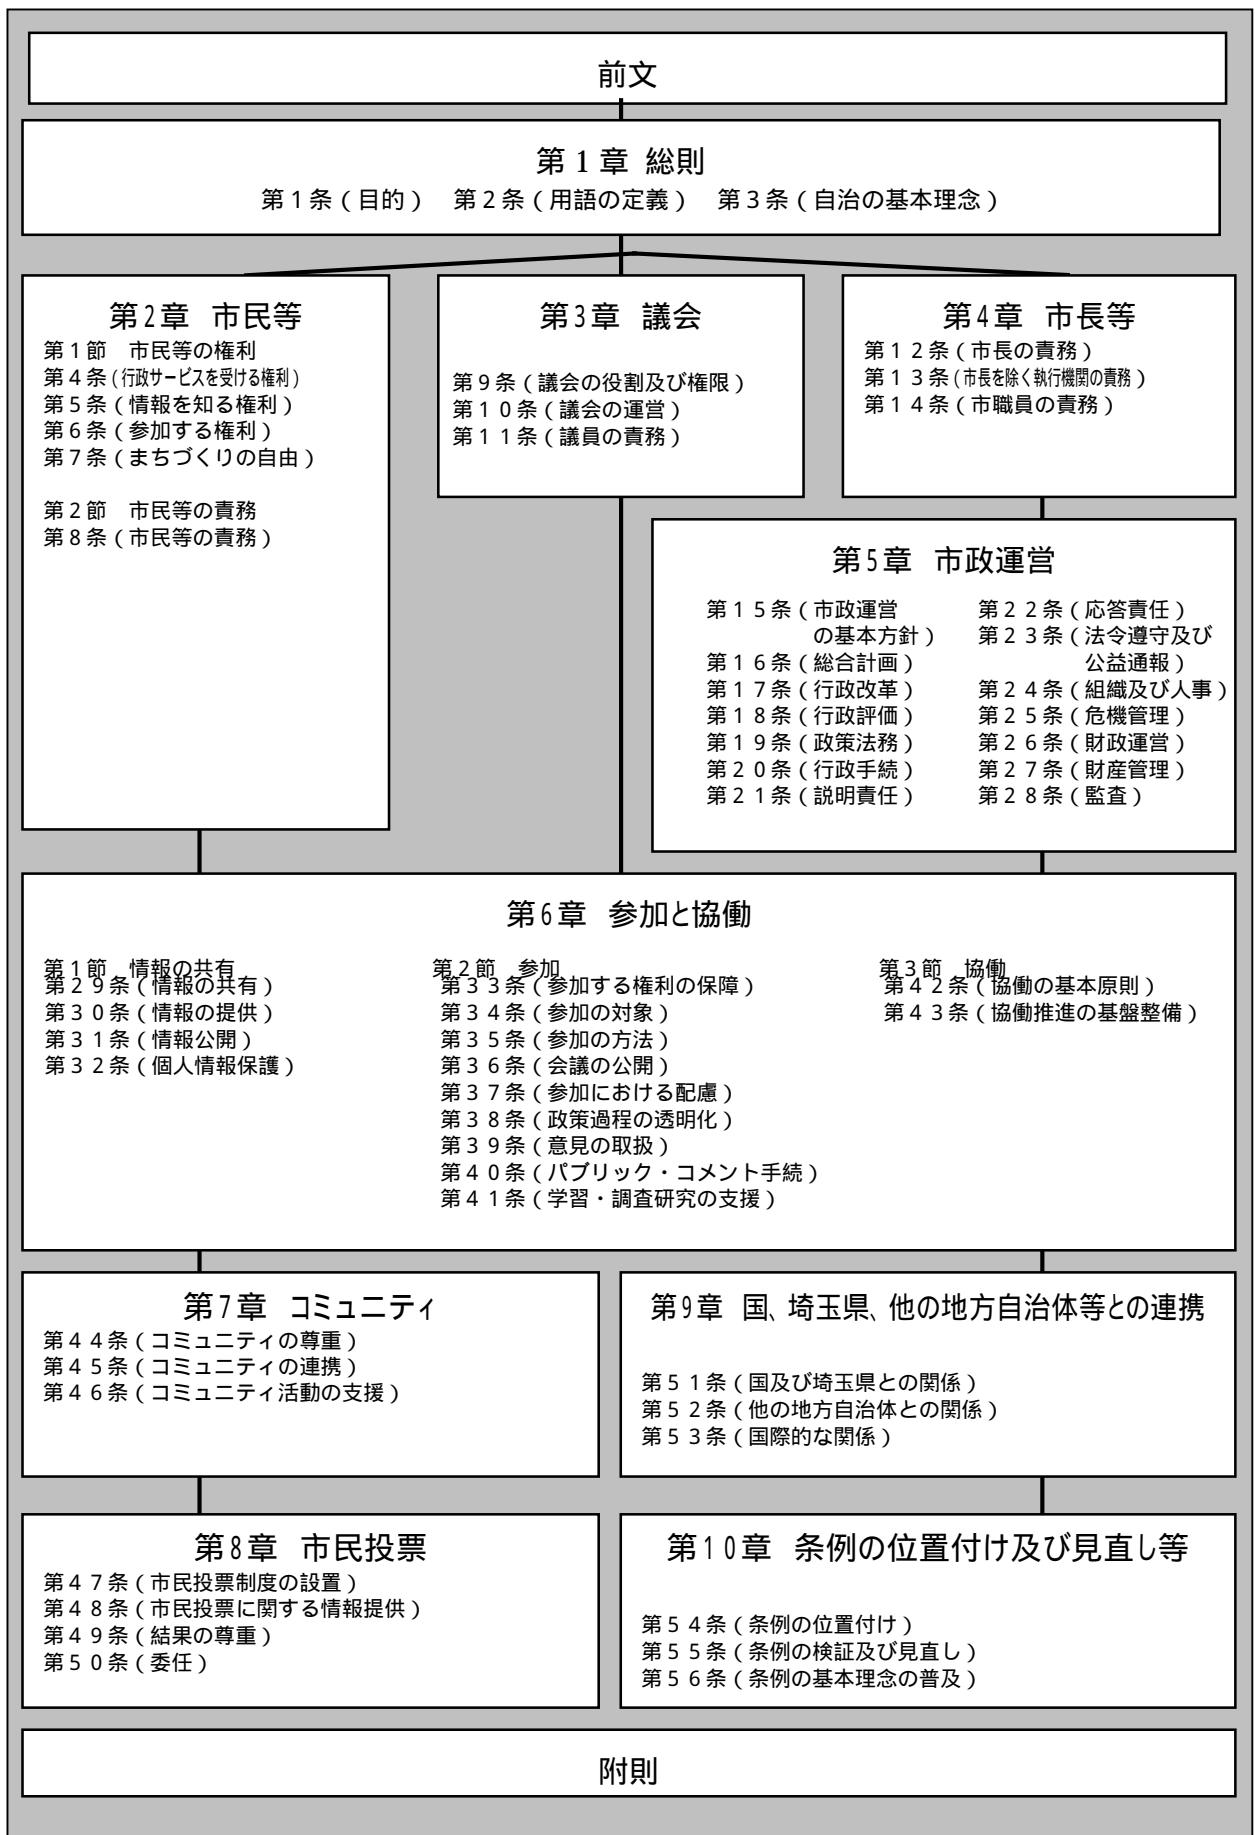 前文
第1章 総則
第1条(目的) 第2条(用語の定義) 第3条(自治の基本理念)
第2章 市民等
第1節 市民等の権利
第4条(行政サービスを受ける権利)
第5条(情報を知る権利)
第6条(参加する権利)
第7条(まちづくりの自由)
第2節 市民等の責務
第8条(市民等の責務)
第3章 議会
第9条(議会の役割及び権限)
第10条(議会の運営)
第11条(議員の責務)
第4章 市長等
第12条(市長の責務)
第13条(市長を除く執行機関の責務)
第14条(市職員の責務)
第5章 市政運営
第15条(市政運営
の基本方針)
第16条(総合計画)
第17条(行政改革)
第18条(行政評価)
第19条(政策法務)
第20条(行政手続)
第21条(説明責任)
第22条(応答責任)
第23条(法令遵守及び
公益通報)
第24条(組織及び人事)
第25条(危機管理)
第26条(財政運営)
第27条(財産管理)
第28条(監査)
第6章 参加と協働
第1節 情報の共有
第29条(情報の共有)
第30条(情報の提供)
第31条(情報公開)
第32条(個人情報保護)
第2節 参加
第33条(参加する権利の保障)
第34条(参加の対象)
第35条(参加の方法)
第36条(会議の公開)
第37条(参加における配慮)
第38条(政策過程の透明化)
第39条(意見の取扱)
第40条(パブリック・コメント手続)
第41条(学習・調査研究の支援)
第3節 協働
第42条(協働の基本原則)
第43条(協働推進の基盤整備)
第7章 コミュニティ
第44条(コミュニティの尊重)
第45条(コミュニティの連携)
第46条(コミュニティ活動の支援)
第9章 国、埼玉県、他の地方自治体等との連携
第51条(国及び埼玉県との関係)
第52条(他の地方自治体との関係)
第53条(国際的な関係)
第8章 市民投票
第47条(市民投票制度の設置)
第48条(市民投票に関する情報提供)
第49条(結果の尊重)
第50条(委任)
第10章 条例の位置付け及び見直し等
第54条(条例の位置付け)
第55条(条例の検証及び見直し)
第56条(条例の基本理念の普及)
附則